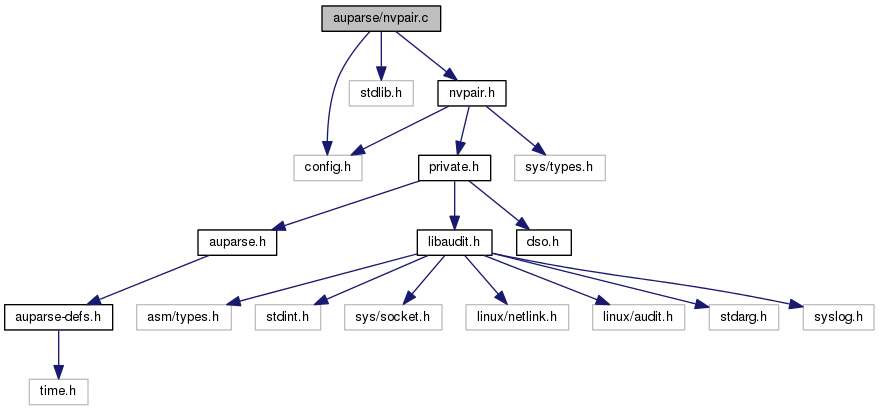 auparse/nvpair.c
stdlib.h
nvpair.h
config.h
private.h
sys/types.h
auparse.h
libaudit.h
dso.h
auparse-defs.h
asm/types.h
stdint.h
sys/socket.h
linux/netlink.h
linux/audit.h
stdarg.h
syslog.h
time.h